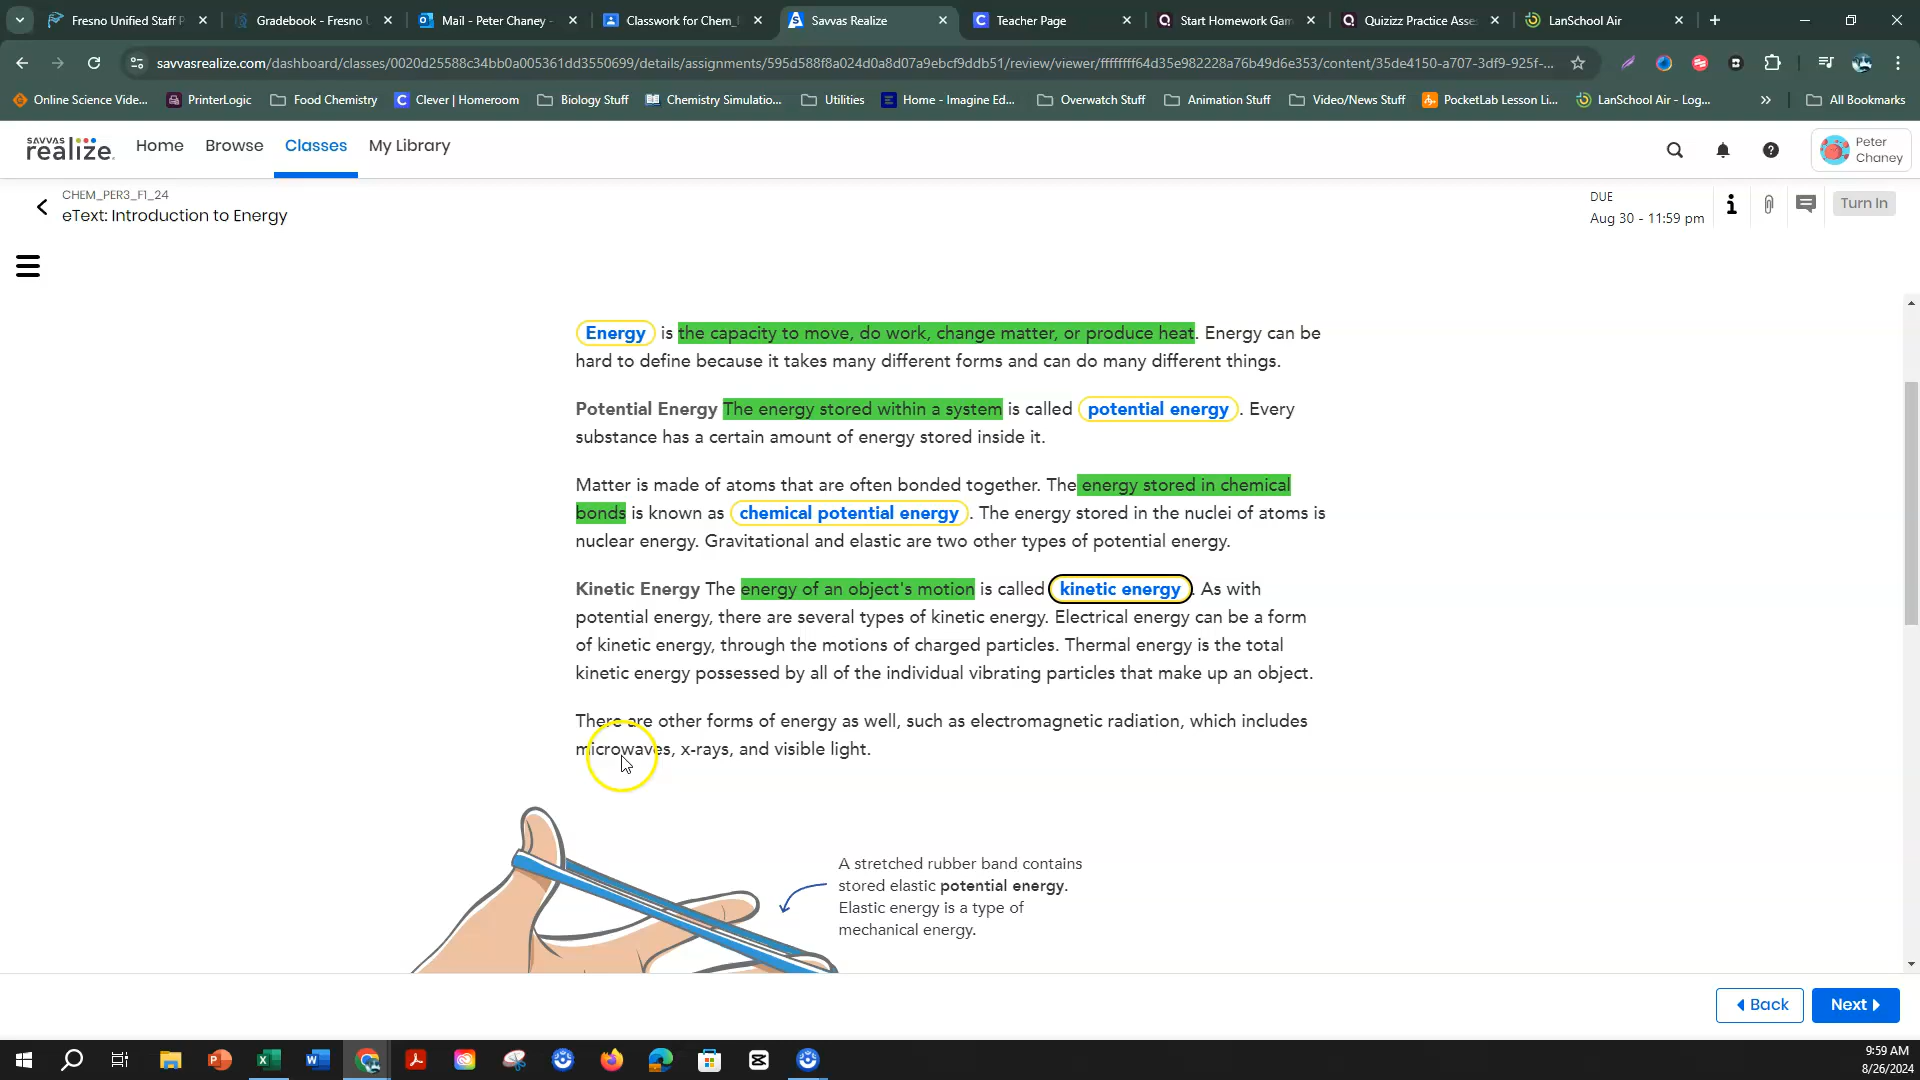 Fresno Unified Staff P
Gradebook - Fresno U
Mail - Peter Chaney -
Classwork for Chem_
Savvas Realize
Teacher Page
Start Homework Gam
Quizizz Practice Asse
LanSchool Air
savvasrealize.com/dashboard/classes/0020d25588c34bb0a005361dd3550699/details/assignments/595d588f8a024d0a8d07a9ebcf9ddb51/review/viewer/ffffffff64d35e982228a76b49d6e353/content/35de4150-a707-3df9-925f-...
Online Science Vide...
PrinterLogic
Food Chemistry
Clever | Homeroom
Biology Stuff
Chemistry Simulatio...
Utilities
Home - Imagine Ed...
Overwatch Stuff
Animation Stuff
Video/News Stuff
PocketLab Lesson Li...
LanSchool Air - Log...
All Bookmarks
SAVVAS
realize.
Home
Browse
Classes
My Library
Peter
Chaney
CHEM_PER3_F1_24
eText: Introduction to Energy
DUE
Aug 30 - 11:59 pm
Turn In
Energy is the capacity to move, do work, change matter, or produce heat. Energy can be
hard to define because it takes many different forms and can do many different things.
Potential Energy The energy stored within a system is called potential energy. Every
substance has a certain amount of energy stored inside it.
Matter is made of atoms that are often bonded together. The energy stored in chemical
bonds is known as chemical potential energy. The energy stored in the nuclei of atoms is
nuclear energy. Gravitational and elastic are two other types of potential energy.
Kinetic Energy The energy of an object's motion is called kinetic energy. As with
potential energy, there are several types of kinetic energy. Electrical energy can be a form
of kinetic energy, through the motions of charged particles. Thermal energy is the total
kinetic energy possessed by all of the individual vibrating particles that make up an object.
There are other forms of energy as well, such as electromagnetic radiation, which includes
microwaves, x-rays, and visible light.
A stretched rubber band contains
stored elastic potential energy.
Elastic energy is a type of
mechanical energy.
Back
Next
9:59 AM
8/26/2024